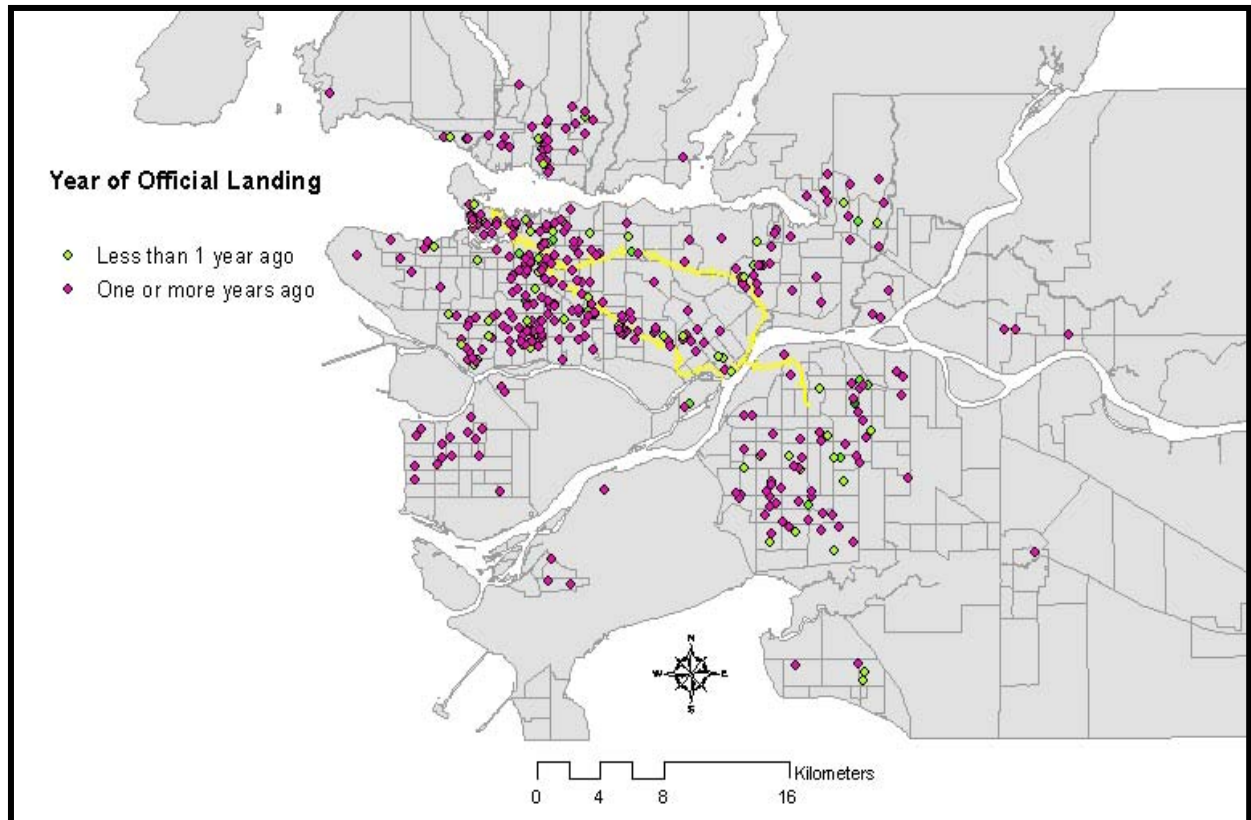 Year of Official Landing
Less than 1 year ago
One or more years ago
N
W E
S
Kilometers
0 4 8 16